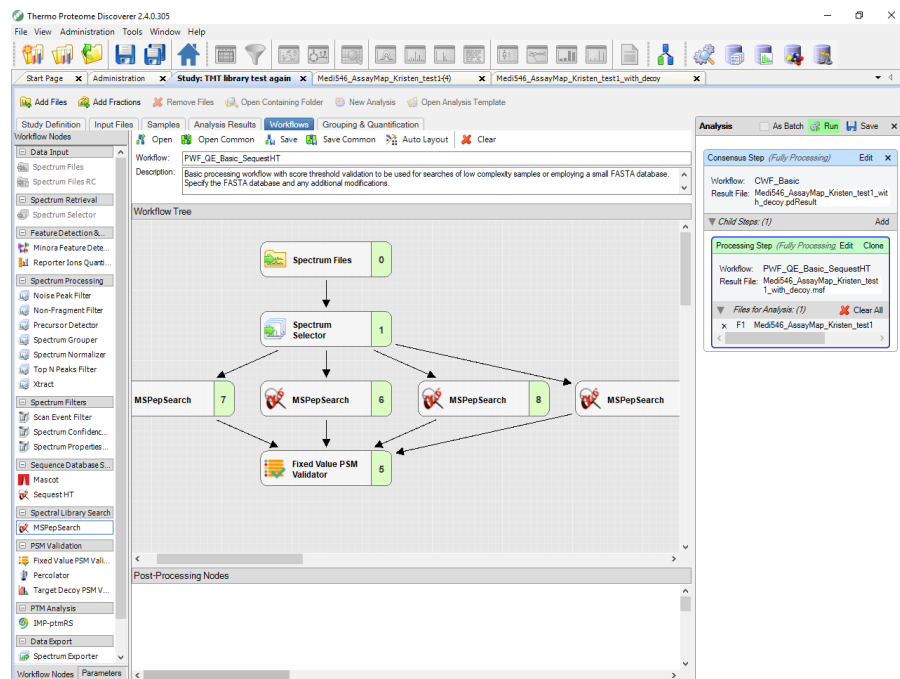 Thermo Proteome Discoverer 2.4.0.305
File View Administration Tools Window Help
Start Page x Administration x Study: TMT library test again x Medi546_AssayMap_Kristen_test1-(4) x Medi546_AssayMap_Kristen_test1_with_decoy x
Add Files Add Fractions Remove Files Open Containing Folder New Analysis Open Analysis Template
Study Definition Input Files Samples Analysis Results Workflows Grouping & Quantification
Workflow Nodes
Open Open Common Save Save Common Auto Layout Clear
Workflow: PWF_QE_Basic_SequestHT
Description: Basic processing workflow with score threshold validation to be used for searches of low complexity samples or employing a small FASTA database.
Specify the FASTA database and any additional modifications.
Data Input
Spectrum Files
Spectrum Files RC
Spectrum Retrieval
Spectrum Selector
Feature Detection &...
Minora Feature Dete...
Reporter Ions Quanti...
Spectrum Processing
Noise Peak Filter
Non-Fragment Filter
Precursor Detector
Spectrum Grouper
Spectrum Normalizer
Top N Peaks Filter
Xtract
Spectrum Filters
Scan Event Filter
Spectrum Confidenc...
Spectrum Properties...
Sequence Database S...
Mascot
Sequest HT
Spectral Library Search
MSPepSearch
PSM Validation
Fixed Value PSM Vali...
Percolator
Target Decoy PSM V...
PTM Analysis
IMP-ptmRS
Data Export
Spectrum Exporter
Workflow Nodes Parameters
Workflow Tree
Spectrum Files 0
Spectrum
Selector 1
MSPepSearch 7
MSPepSearch 6
MSPepSearch 8
MSPepSearch
Fixed Value PSM
Validator 5
Post-Processing Nodes
Analysis As Batch Run Save x
Consensus Step (Fully Processing) Edit x
Workflow: CWF_Basic
Result File: Medi546_AssayMap_Kristen_test1_wit
h_decoy.pdResult
Child Steps: (1) Add
Processing Step (Fully Processing Edit Clone
Workflow: PWF_QE_Basic_SequestHT
Result File: Medi546_AssayMap_Kristen_test
1_with_decoy.msf
Files for Analysis: (1) Clear All
x F1 Medi546_AssayMap_Kristen_test1